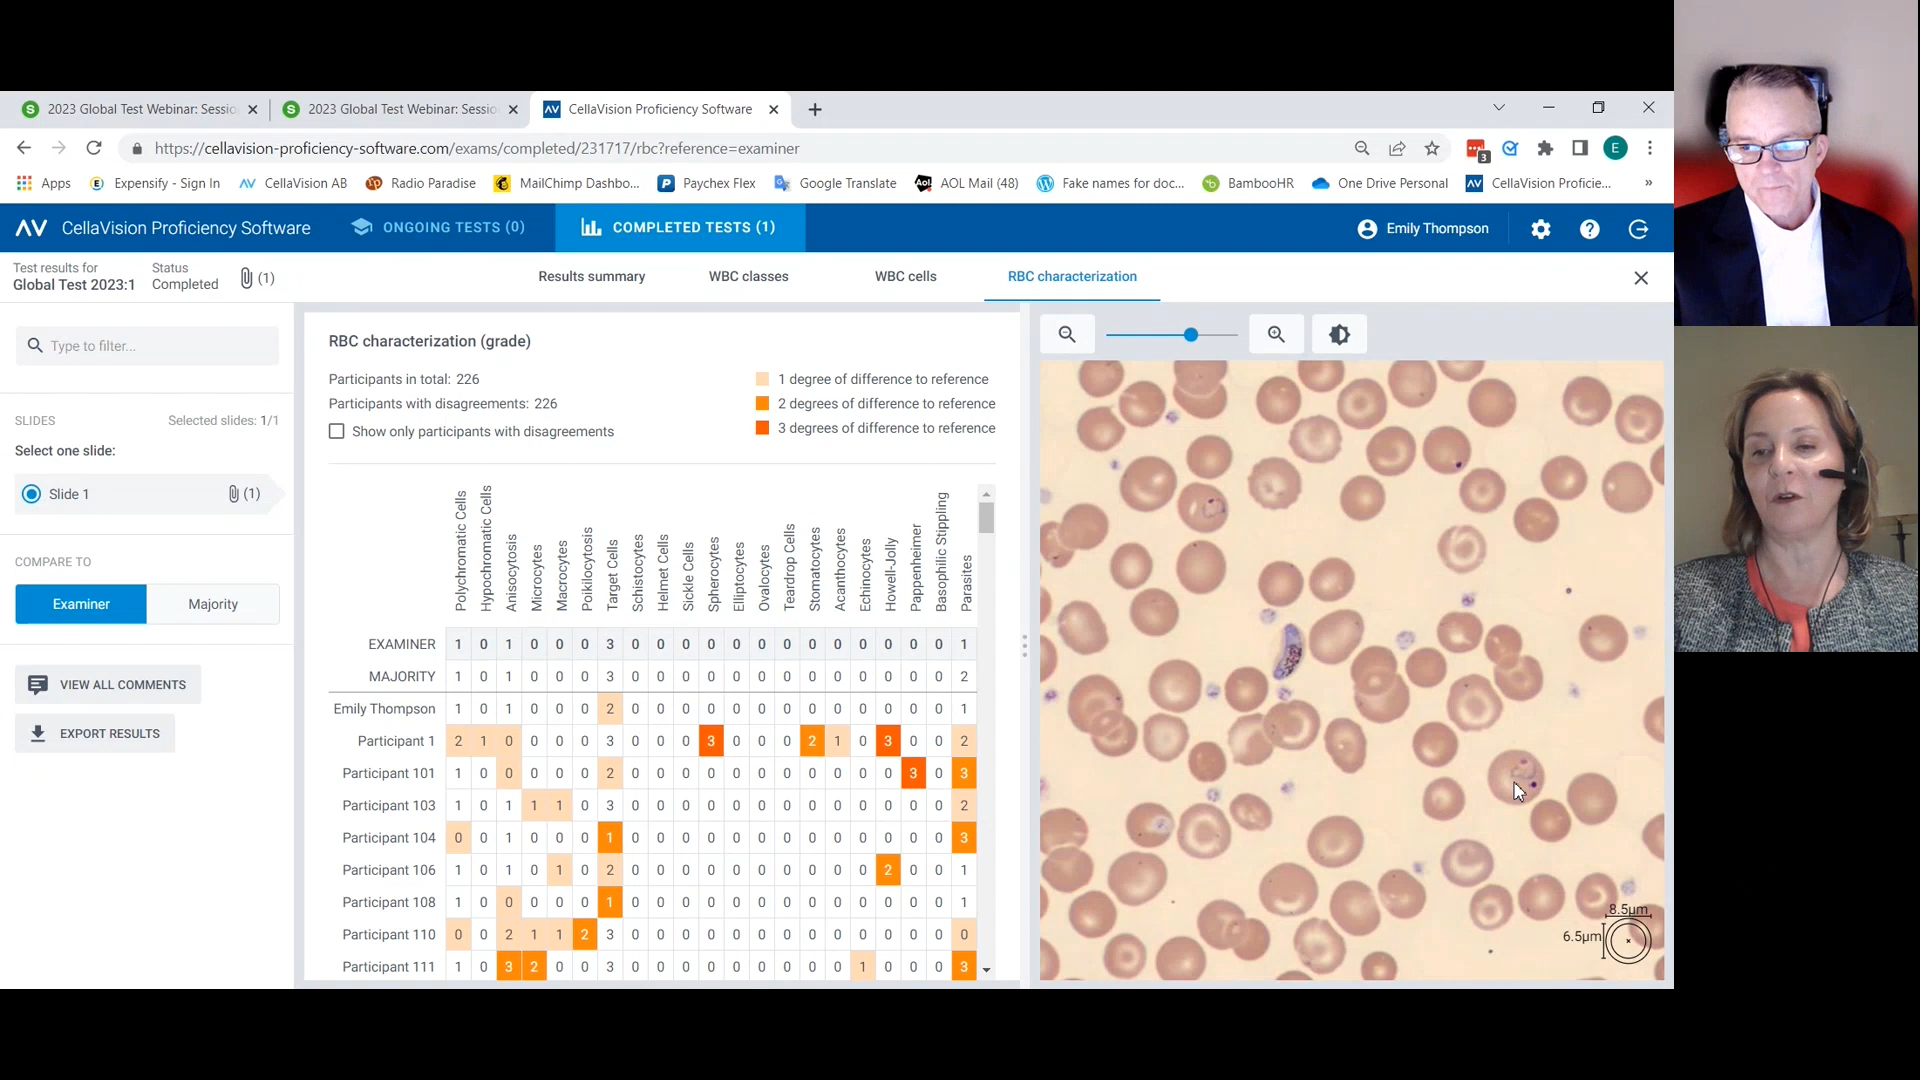 2023 Global Test Webinar: Sessio
2023 Global Test Webinar: Sessio
CellaVision Proficiency Software
https://cellavision-proficiency-software.com/exams/completed/231717/rbc?reference=examiner
3
E
Apps
Expensify - Sign In
CellaVision AB
Radio Paradise
MailChimp Dashbo...
Paychex Flex
Google Translate
Aol.
AOL Mail (48)
Fake names for doc...
BambooHR
One Drive Personal
CellaVision Proficie...
»
CellaVision Proficiency Software
ONGOING TESTS (0)
COMPLETED TESTS (1)
Emily Thompson
Test results for
Global Test 2023:1
Status
Completed
(1)
Results summary
WBC classes
WBC cells
RBC characterization
Type to filter...
SLIDES
Selected slides: 1/1
Select one slide:
Slide 1
(1)
COMPARE TO
Examiner
Majority
VIEW ALL COMMENTS
EXPORT RESULTS
RBC characterization (grade)
Participants in total: 226
Participants with disagreements: 226
Show only participants with disagreements
1 degree of difference to reference
2 degrees of difference to reference
3 degrees of difference to reference
Polychromatic Cells
Hypochromatic Cells
Anisocytosis
Microcytes
Macrocytes
Poikilocytosis
Target Cells
Schistocytes
Helmet Cells
Sickle Cells
Spherocytes
Elliptocytes
Ovalocytes
Teardrop Cells
Stomatocytes
Acanthocytes
Echinocytes
Howell-Jolly
Pappenheimer
Basophilic Stippling
Parasites
EXAMINER 1 0 1 0 0 0 3 0 0 0 0 0 0 0 0 0 0 0 0 0 1
MAJORITY 1 0 1 0 0 0 3 0 0 0 0 0 0 0 0 0 0 0 0 0 2
Emily Thompson 1 0 1 0 0 0 2 0 0 0 0 0 0 0 0 0 0 0 0 0 1
Participant 1 2 1 0 0 0 0 3 0 0 0 3 0 0 0 2 1 0 3 0 0 2
Participant 101 1 0 0 0 0 0 2 0 0 0 0 0 0 0 0 0 0 0 3 0 3
Participant 103 1 0 1 1 1 0 3 0 0 0 0 0 0 0 0 0 0 0 0 0 2
Participant 104 0 0 1 0 0 0 1 0 0 0 0 0 0 0 0 0 0 0 0 0 3
Participant 106 1 0 1 0 1 0 2 0 0 0 0 0 0 0 0 0 0 2 0 0 1
Participant 108 1 0 0 0 0 0 1 0 0 0 0 0 0 0 0 0 0 0 0 0 1
Participant 110 0 0 2 1 1 2 3 0 0 0 0 0 0 0 0 0 0 0 0 0 0
Participant 111 1 0 3 2 0 0 3 0 0 0 0 0 0 0 0 0 1 0 0 0 3
8.5µm
6.5µm